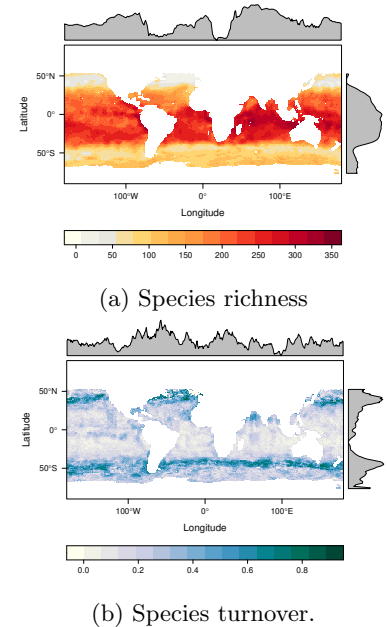 50°N
0°
50°S
Latitude
100°W 0° 100°E
Longitude
0 50 100 150 200 250 300 350
(a) Species richness
50°N
0°
50°S
Latitude
100°W 0° 100°E
Longitude
0.0 0.2 0.4 0.6 0.8
(b) Species turnover.